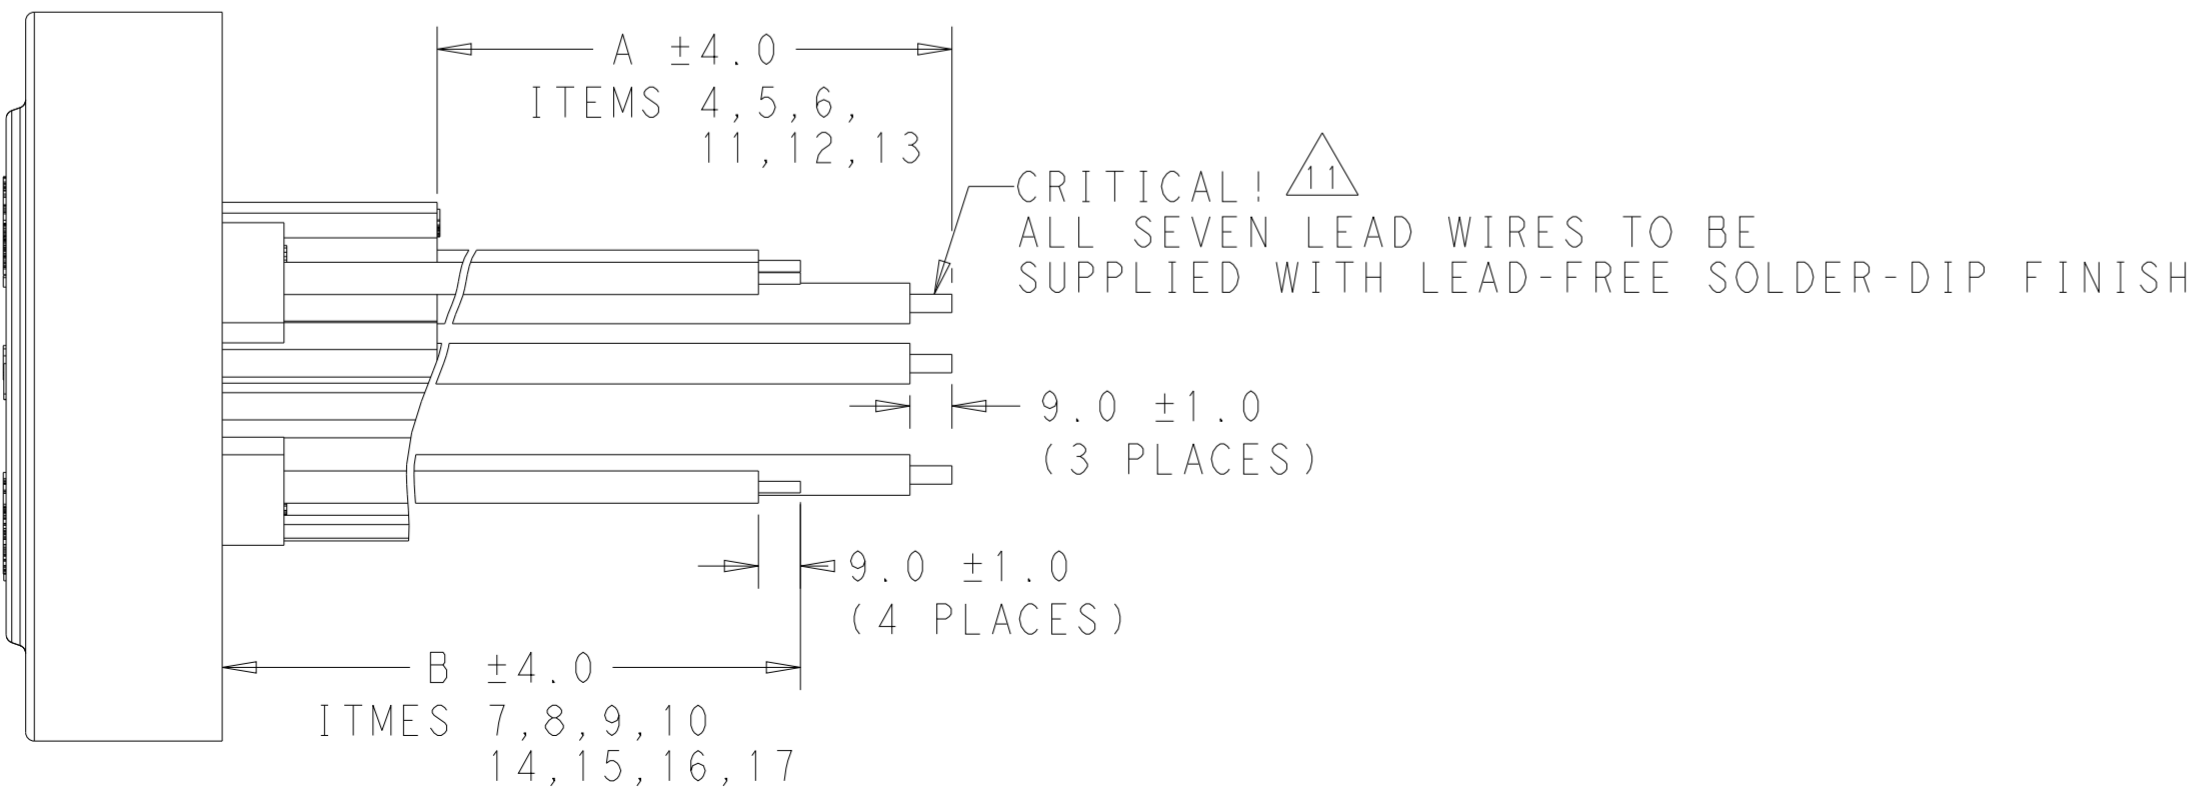 A ±4.0
ITEMS 4,5,6,
11,12,13
CRITICAL! 11
ALL SEVEN LEAD WIRES TO BE
SUPPLIED WITH LEAD-FREE SOLDER-DIP FINISH
9.0 ±1.0
(3 PLACES)
9.0 ±1.0
(4 PLACES)
B ±4.0
ITMES 7,8,9,10
14,15,16,17